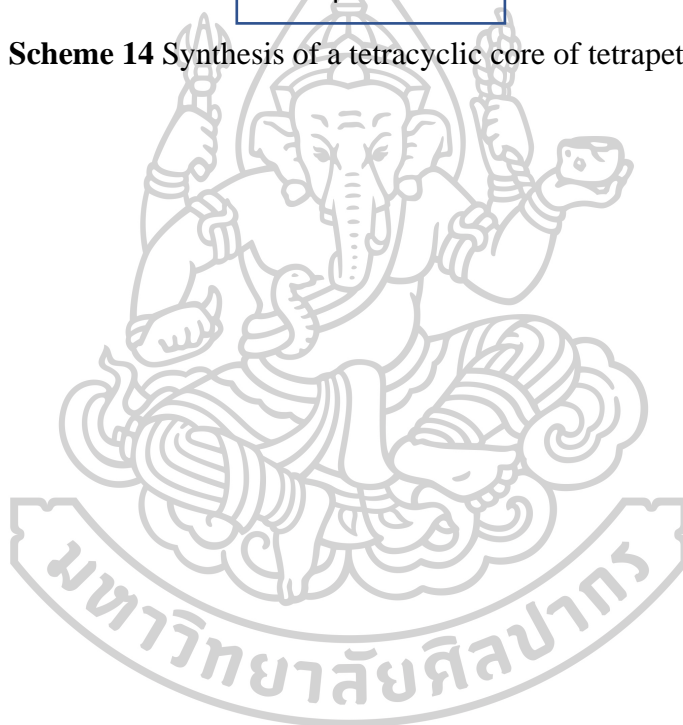 Scheme 14 Synthesis of a tetracyclic core of tetrapet
มหาวิทยาลัยศิลปากร